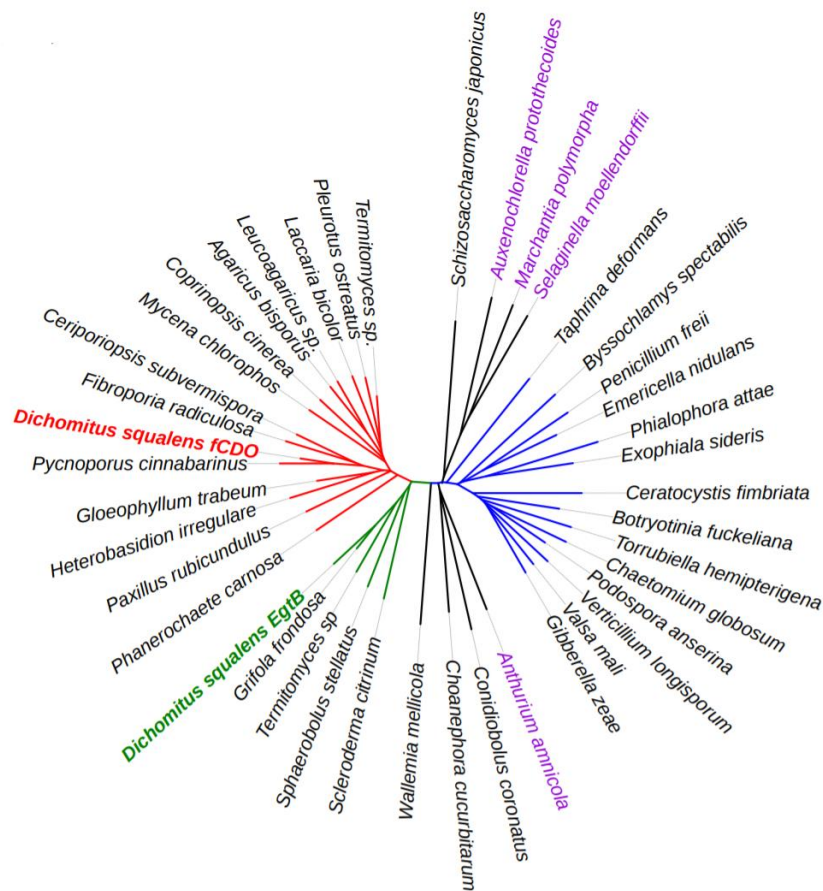 Schizosaccharomyces japonicus
Auxenochlorella protothecoides
Marchantia polymorpha
Selaginella moellendorffii
Taphrina deformans
Byssochlamys spectabilis
Penicillium freii
Emericella nidulans
Phialophora attae
Exophiala sideris
Ceratocystis fimbriata
Botryotinia fuckeliana
Torrubiella hemipterigena
Chaetomium globosum
Podospora anserina
Verticillium longisporum
Valsa mali
Gibberella zeae
Anthurium amnicola
Conidiobolus coronatus
Choanephora cucurbitarum
Wallemia mellicola
Scleroderma citrinum
Sphaerobolus stellatus
Termitomyces sp
Grifola frondosa
Dichomitus squalens EgtB
Phanerochaete carnosa
Paxillus rubicundulus
Heterobasidion irregulare
Gloeophyllum trabeum
Pycnoporus cinnabarinus
Dichomitus squalens fCDO
Fibroporia radiculosa
Ceriporiopsis subvermispora
Mycena chlorophos
Coprinopsis cinerea
Agaricus bisporus
Leucoagaricus sp.
Laccaria bicolor
Pleurotus ostreatus
Termitomyces sp.